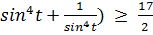 sin⁴t + 1/sin⁴t) ≥ 17/2